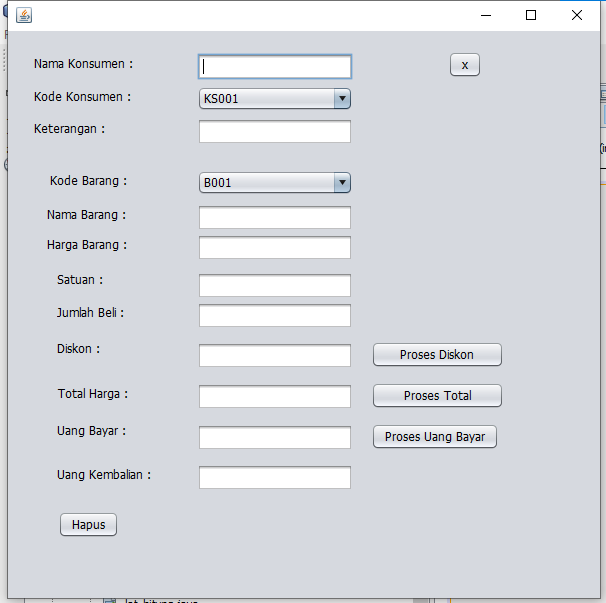 Nama Konsumen :
x
Kode Konsumen :
KS001
Keterangan :
Kode Barang :
B001
Nama Barang :
Harga Barang :
Satuan :
Jumlah Beli :
Diskon :
Proses Diskon
Total Harga :
Proses Total
Uang Bayar :
Proses Uang Bayar
Uang Kembalian :
Hapus